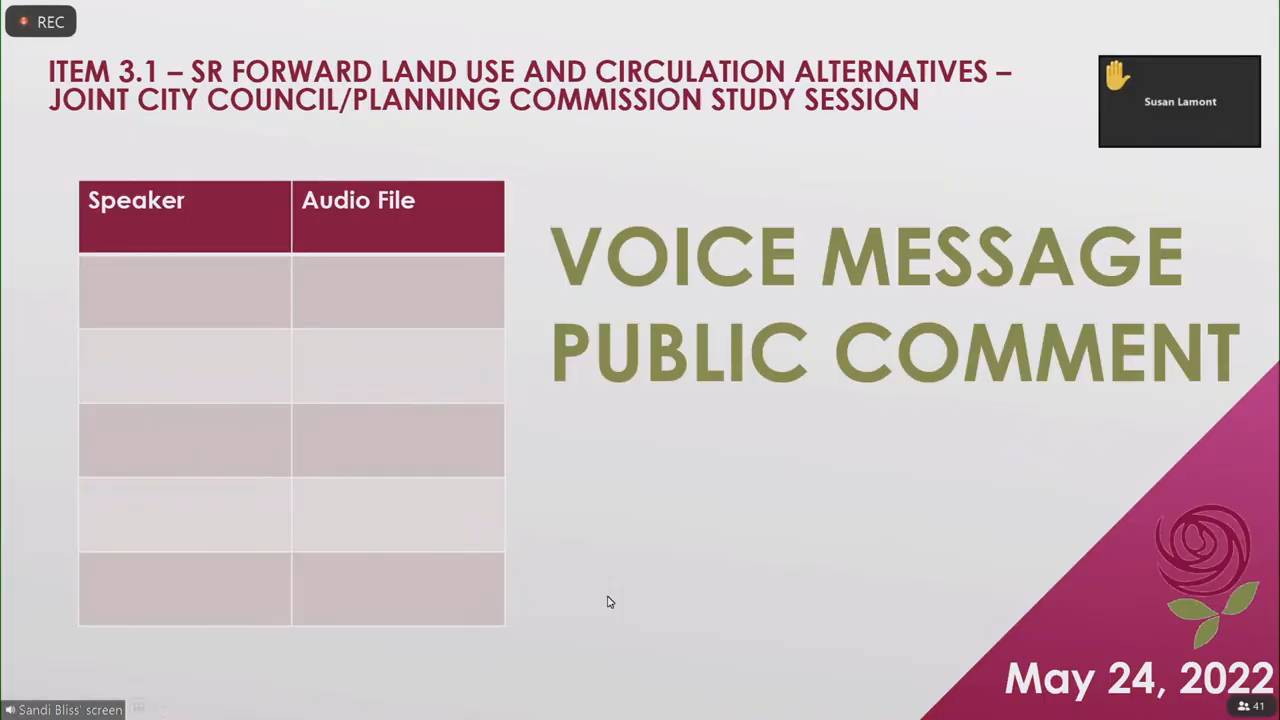 REC
ITEM 3.1 – SR FORWARD LAND USE AND CIRCULATION ALTERNATIVES –
JOINT CITY COUNCIL/PLANNING COMMISSION STUDY SESSION
Susan Lamont
Speaker Audio File
VOICE MESSAGE
PUBLIC COMMENT
May 24, 2022
Sandi Bliss' screen
41